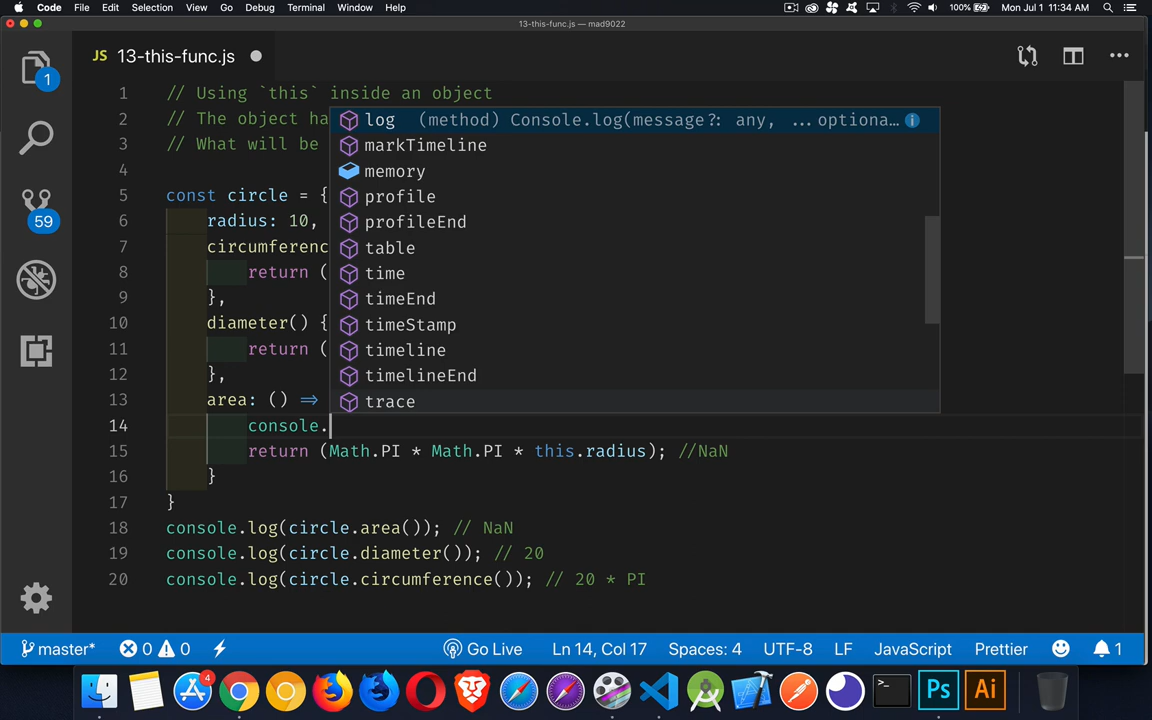 Code File Edit Selection View Go Debug Terminal Window Help 100% Mon Jul 1 11:34 AM
13-this-func.js — mad9022
JS 13-this-func.js
1 // Using `this` inside an object
2 // The object ha
3 // What will be
4
5 const circle = {
6 radius: 10,
7 circumferenc
8 return (
9 },
10 diameter() {
11 return (
12 },
13 area: () =>
14 console.
15 return (Math.PI * Math.PI * this.radius); //NaN
16 }
17 }
18 console.log(circle.area()); // NaN
19 console.log(circle.diameter()); // 20
20 console.log(circle.circumference()); // 20 * PI
log (method) Console.log(message?: any, ...optiona…
markTimeline
memory
profile
profileEnd
table
time
timeEnd
timeStamp
timeline
timelineEnd
trace
1
59
master* 0 0 Go Live Ln 14, Col 17 Spaces: 4 UTF-8 LF JavaScript Prettier 1
4
>_
Ps
Ai